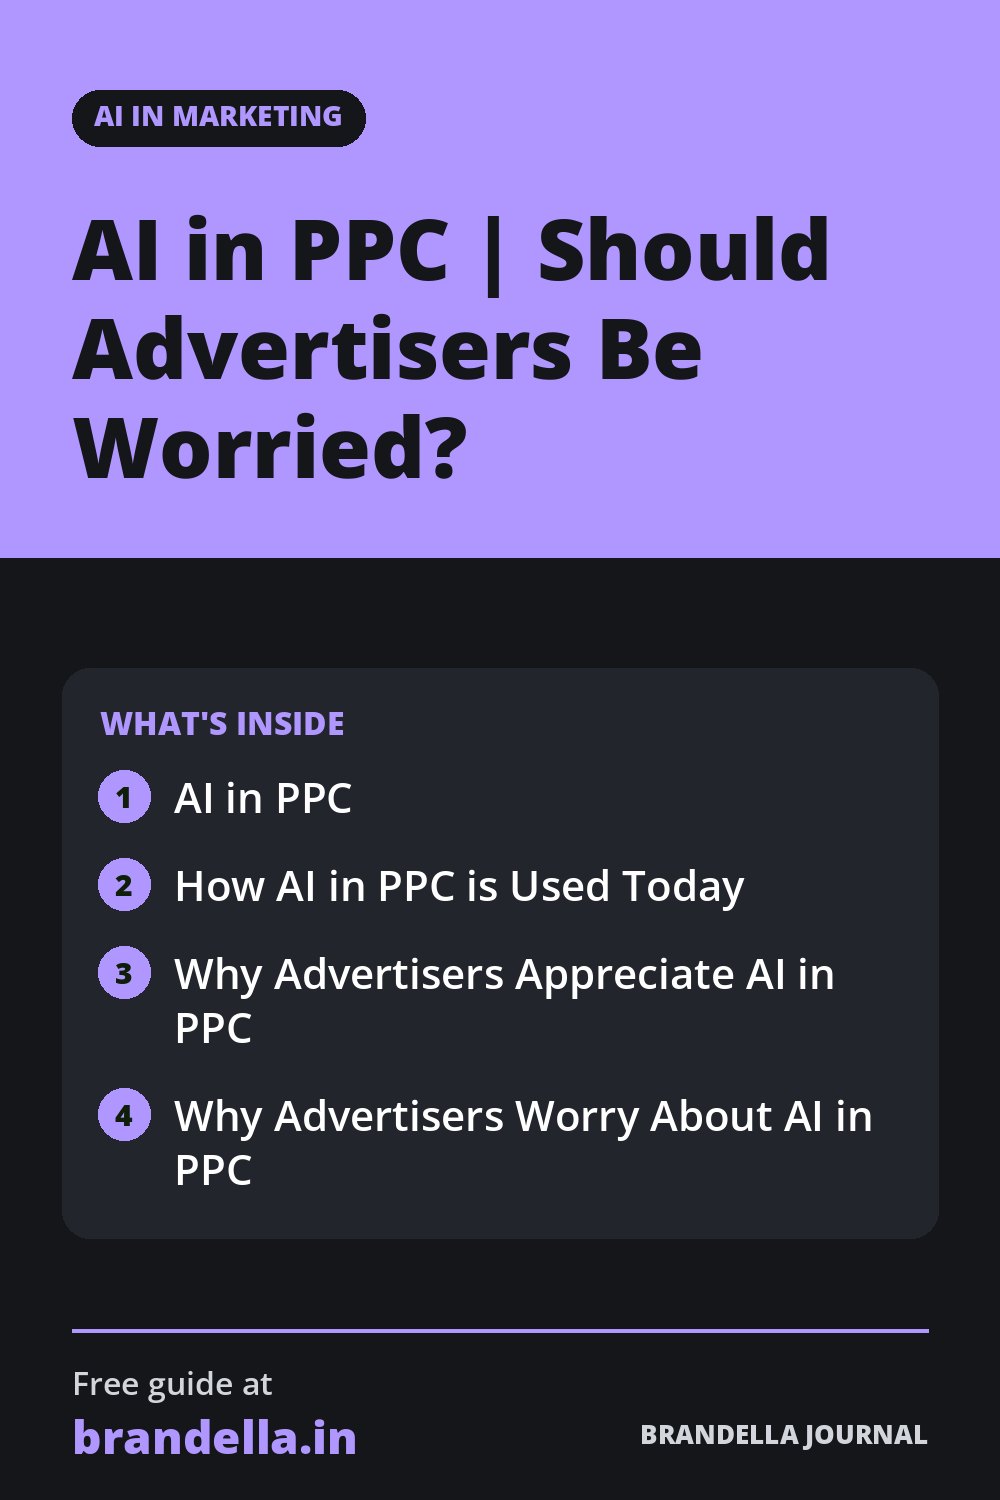 AI IN MARKETING
AI in PPC | Should
Advertisers Be
Worried?
WHAT'S INSIDE
1 AI in PPC
2 How AI in PPC is Used Today
3 Why Advertisers Appreciate AI in
PPC
4 Why Advertisers Worry About AI in
PPC
Free guide at
brandella.in
BRANDELLA JOURNAL